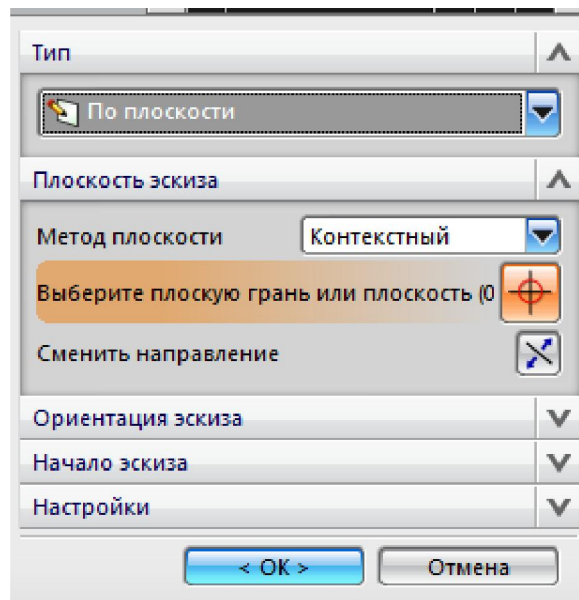 Тип
По плоскости
Плоскость эскиза
Метод плоскости Контекстный
Выберите плоскую грань или плоскость (0
Сменить направление
Ориентация эскиза
Начало эскиза
Настройки
< OK > Отмена